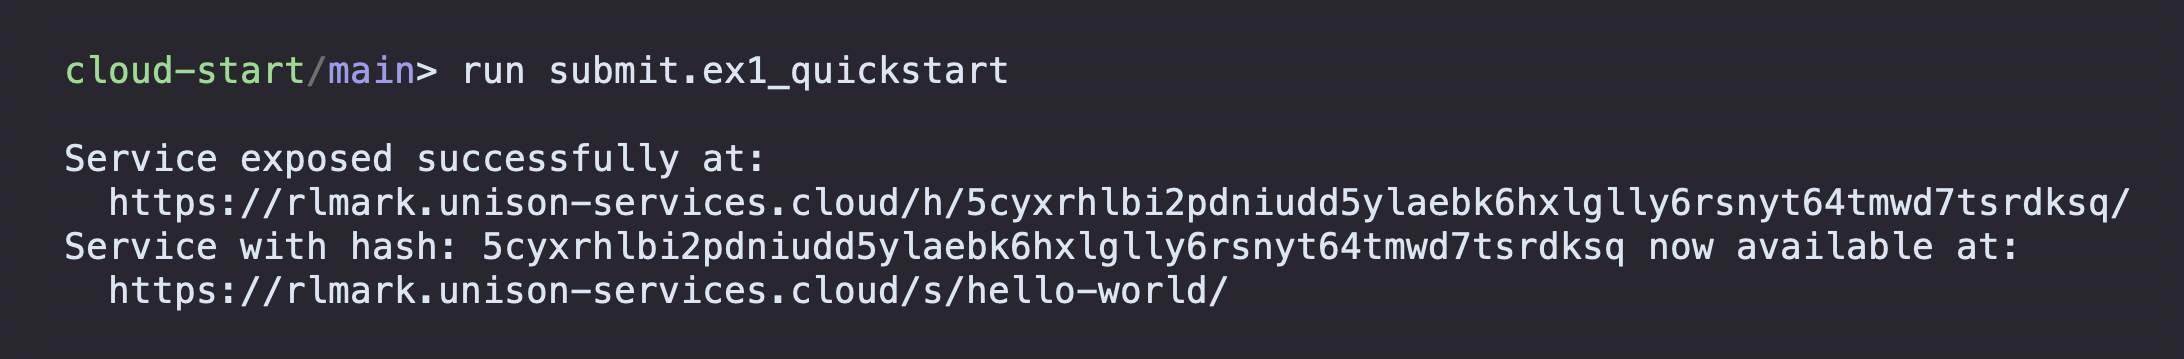 cloud-start/main> run submit.ex1_quickstart
Service exposed successfully at:
https://rlmark.unison-services.cloud/h/5cyxrhlbi2pdniudd5ylaebk6hxlglly6rsnyt64tmwd7tsrdksq/
Service with hash: 5cyxrhlbi2pdniudd5ylaebk6hxlglly6rsnyt64tmwd7tsrdksq now available at:
https://rlmark.unison-services.cloud/s/hello-world/